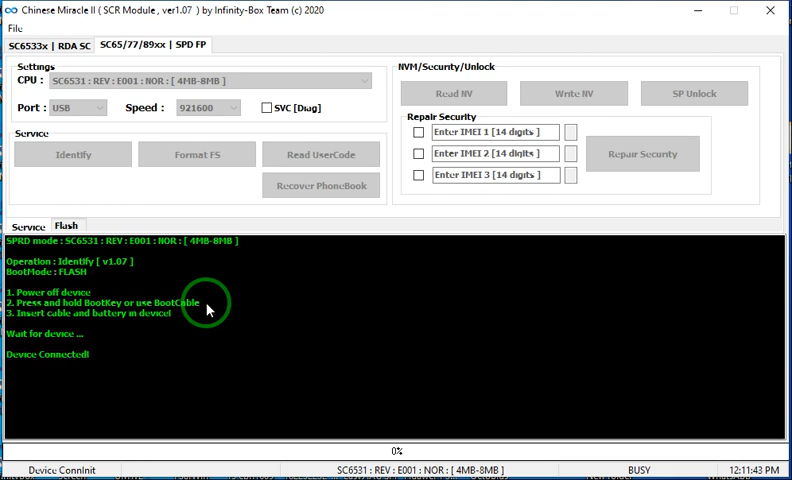 Chinese Miracle II ( SCR Module , ver1.07 ) by Infinity-Box Team (c) 2020
File
SC6533x | RDA SC
SC65/77/89xx | SPD FP
Settings
CPU : SC6531 : REV : E001 : NOR : [ 4MB-8MB ]
Port : USB Speed : 921600 SVC [Diag]
Service
Identify Format FS Read UserCode
Recover PhoneBook
NVM/Security/Unlock
Read NV Write NV SP Unlock
Repair Security
Enter IMEI 1 [14 digits ]
Enter IMEI 2 [14 digits ]
Enter IMEI 3 [14 digits ]
Repair Security
Service Flash
SPRD mode : SC6531 : REV : E001 : NOR : [ 4MB-8MB ]
Operation : Identify [ v1.07 ]
BootMode : FLASH
1. Power off device
2. Press and hold BootKey or use BootCable
3. Insert cable and battery in device!
Wait for device ...
Device Connected!
0%
Device ConnInit SC6531 : REV : E001 : NOR : [ 4MB-8MB ] BUSY 12:11:43 PM